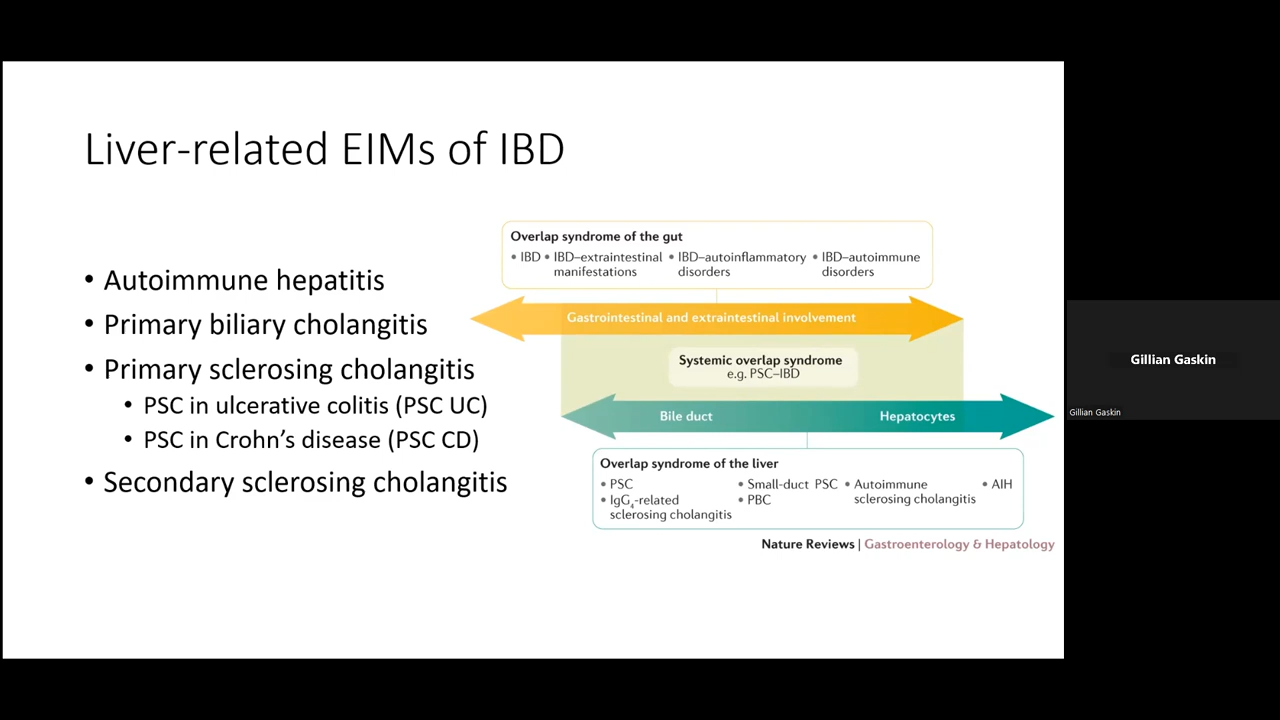 Liver-related EIMs of IBD
• Autoimmune hepatitis
• Primary biliary cholangitis
• Primary sclerosing cholangitis
• PSC in ulcerative colitis (PSC UC)
• PSC in Crohn’s disease (PSC CD)
• Secondary sclerosing cholangitis
Overlap syndrome of the gut
• IBD • IBD–extraintestinal manifestations • IBD–autoinflammatory disorders • IBD–autoimmune disorders
Gastrointestinal and extraintestinal involvement
Systemic overlap syndrome
e.g. PSC–IBD
Bile duct
Hepatocytes
Overlap syndrome of the liver
• PSC
• IgG4-related
sclerosing cholangitis
• Small-duct PSC
• PBC
• Autoimmune
sclerosing cholangitis
• AIH
Nature Reviews | Gastroenterology & Hepatology
Gillian Gaskin
Gillian Gaskin